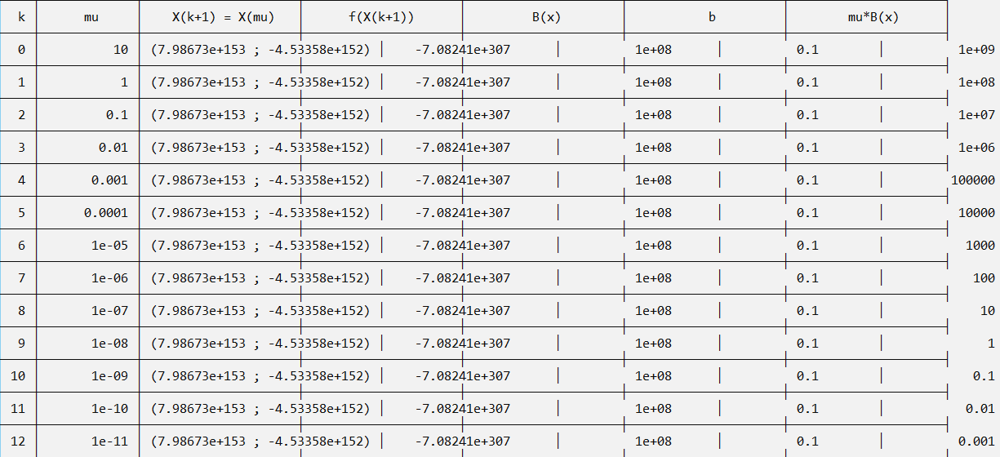 k mu X(k+1) = X(mu) f(X(k+1)) B(x) b mu*B(x)
0 10 (7.98673e+153 ; -4.53358e+152) -7.08241e+307 1e+08 0.1 1e+09
1 1 (7.98673e+153 ; -4.53358e+152) -7.08241e+307 1e+08 0.1 1e+08
2 0.1 (7.98673e+153 ; -4.53358e+152) -7.08241e+307 1e+08 0.1 1e+07
3 0.01 (7.98673e+153 ; -4.53358e+152) -7.08241e+307 1e+08 0.1 1e+06
4 0.001 (7.98673e+153 ; -4.53358e+152) -7.08241e+307 1e+08 0.1 100000
5 0.0001 (7.98673e+153 ; -4.53358e+152) -7.08241e+307 1e+08 0.1 10000
6 1e-05 (7.98673e+153 ; -4.53358e+152) -7.08241e+307 1e+08 0.1 1000
7 1e-06 (7.98673e+153 ; -4.53358e+152) -7.08241e+307 1e+08 0.1 100
8 1e-07 (7.98673e+153 ; -4.53358e+152) -7.08241e+307 1e+08 0.1 10
9 1e-08 (7.98673e+153 ; -4.53358e+152) -7.08241e+307 1e+08 0.1 1
10 1e-09 (7.98673e+153 ; -4.53358e+152) -7.08241e+307 1e+08 0.1 0.1
11 1e-10 (7.98673e+153 ; -4.53358e+152) -7.08241e+307 1e+08 0.1 0.01
12 1e-11 (7.98673e+153 ; -4.53358e+152) -7.08241e+307 1e+08 0.1 0.001